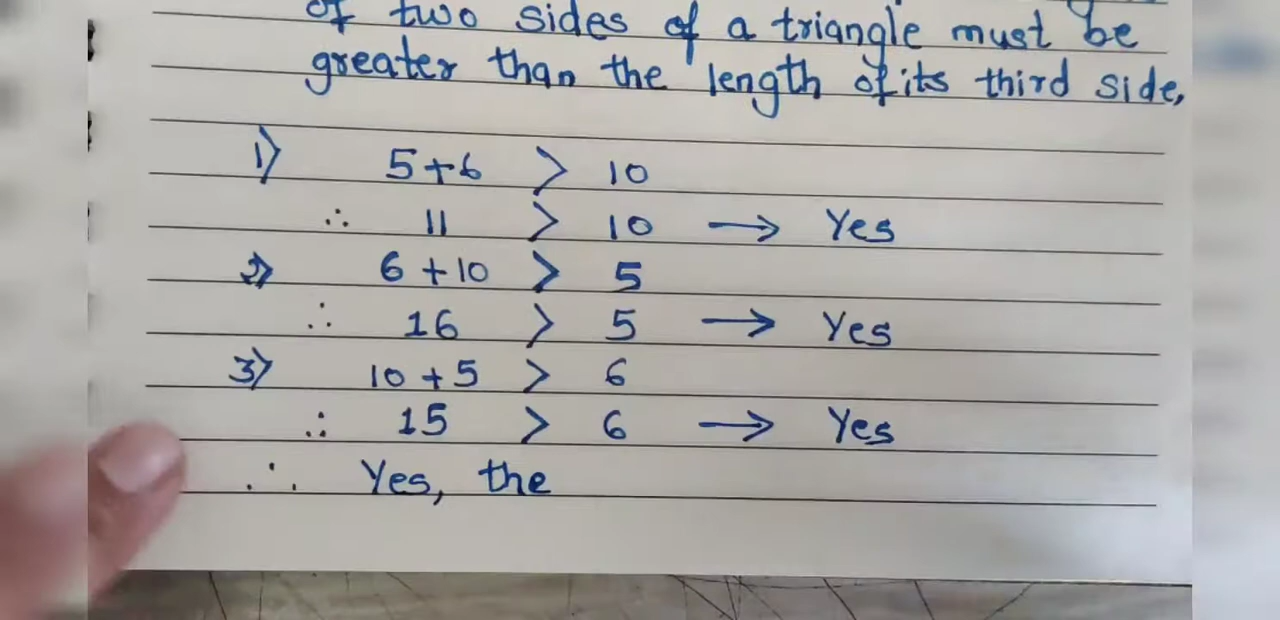 of two sides of a triangle must be
greater than the length of its third side,
1) 5+6 > 10
∴ 11 > 10 → Yes
2) 6+10 > 5
∴ 16 > 5 → Yes
3) 10+5 > 6
∴ 15 > 6 → Yes
∴ Yes, the